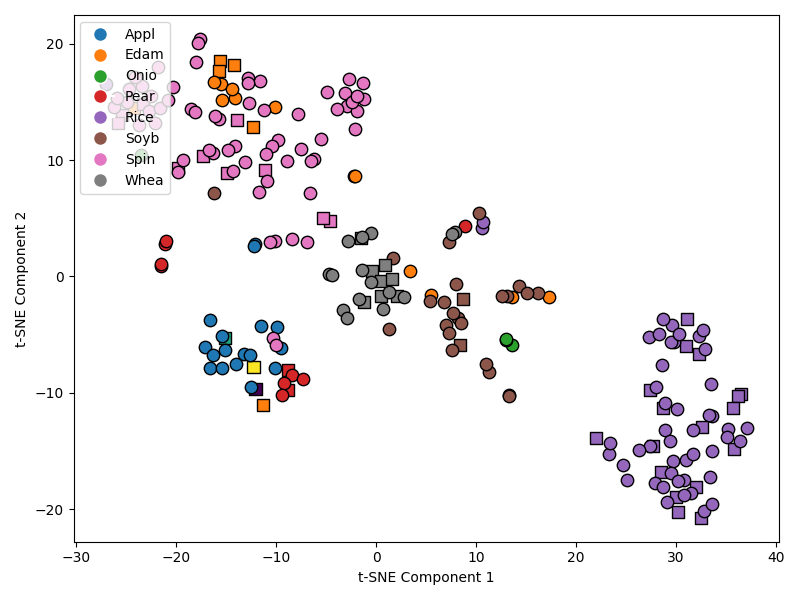 Appl
Edam
Onio
Pear
Rice
Soyb
Spin
Whea
20
10
0
−10
−20
t-SNE Component 2
−30
−20
−10
0
10
20
30
40
t-SNE Component 1